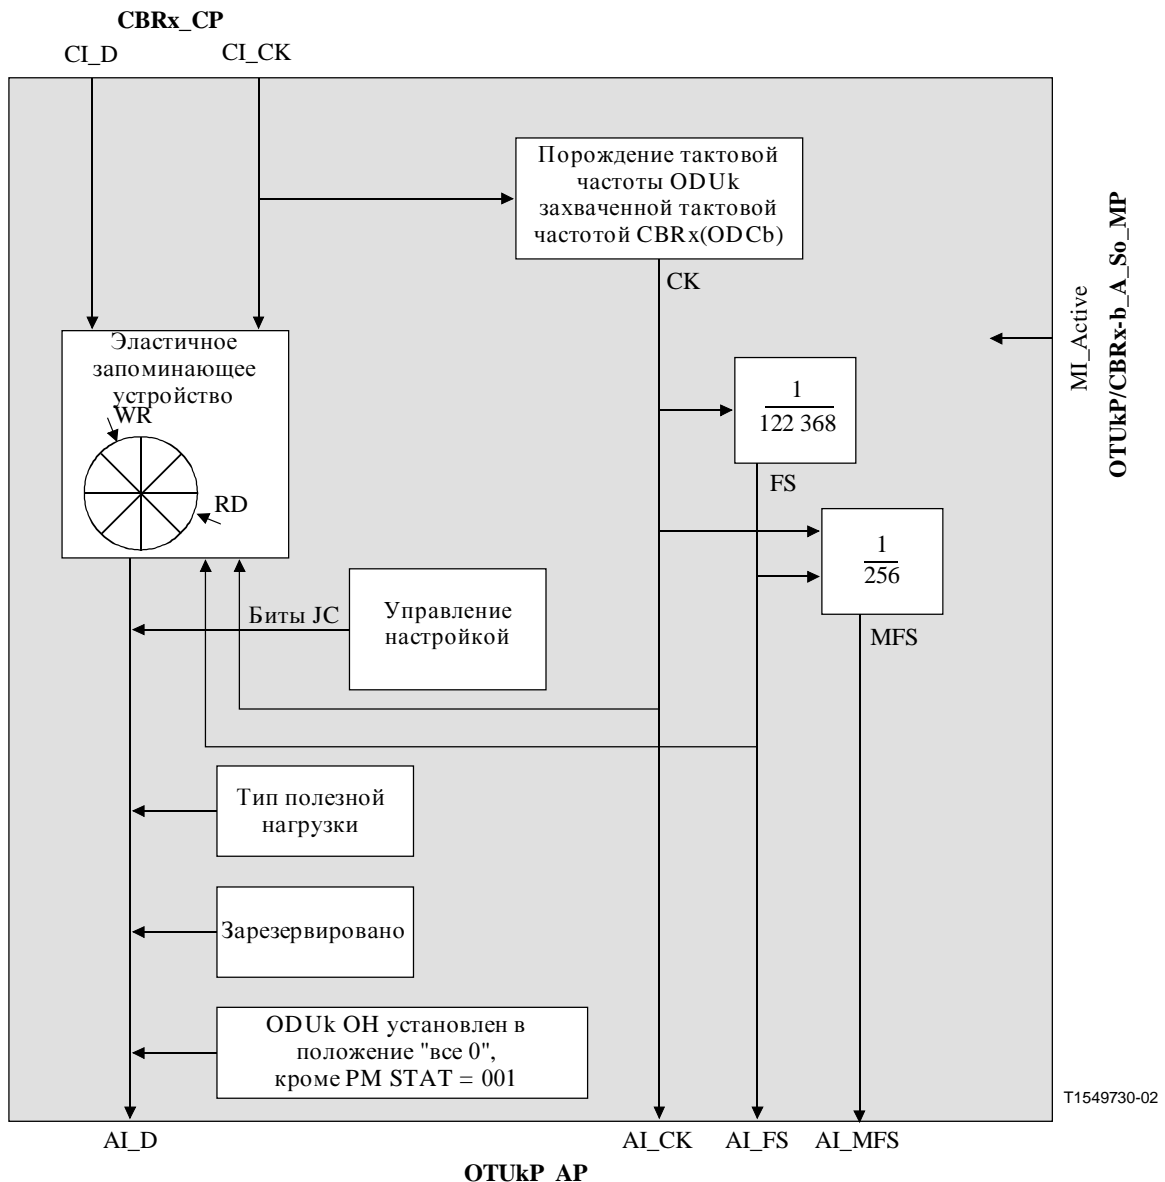 CBRx_CP
CI_D
CI_CK
Порождение тактовой
частоты ODUk
захваченной тактовой
частотой CBRx(ODCb)
CK
MI_Active
OTUkP/CBRx-b_A_So_MP
Эластичное
запоминающее
устройство
WR
RD
1
122 368
FS
1
256
MFS
Биты JC
Управление
настройкой
Тип полезной
нагрузки
Зарезервировано
ODUk OH установлен в
положение "все 0",
кроме PM STAT = 001
T1549730-02
AI_D
AI_CK
AI_FS
AI_MFS
OTUkP_AP